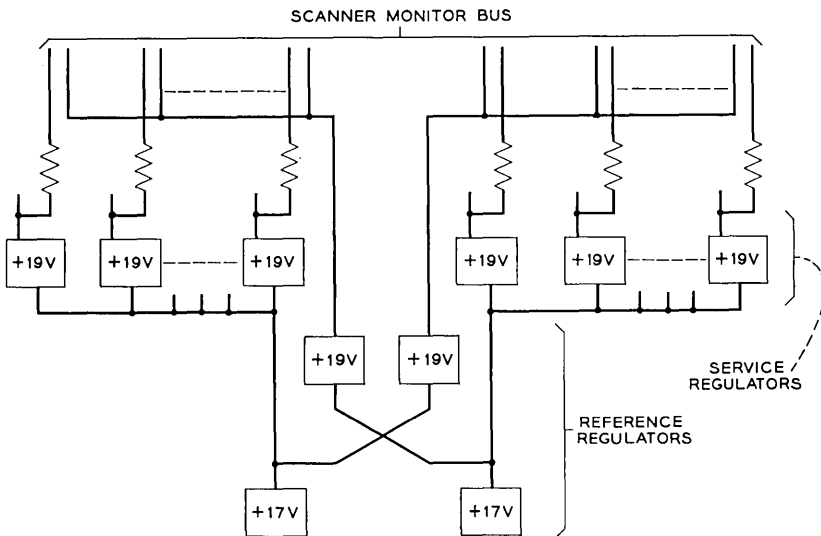 SCANNER MONITOR BUS
+19V +19V +19V +19V +19V +19V
+19V +19V
SERVICE
REGULATORS
REFERENCE
REGULATORS
+17V +17V